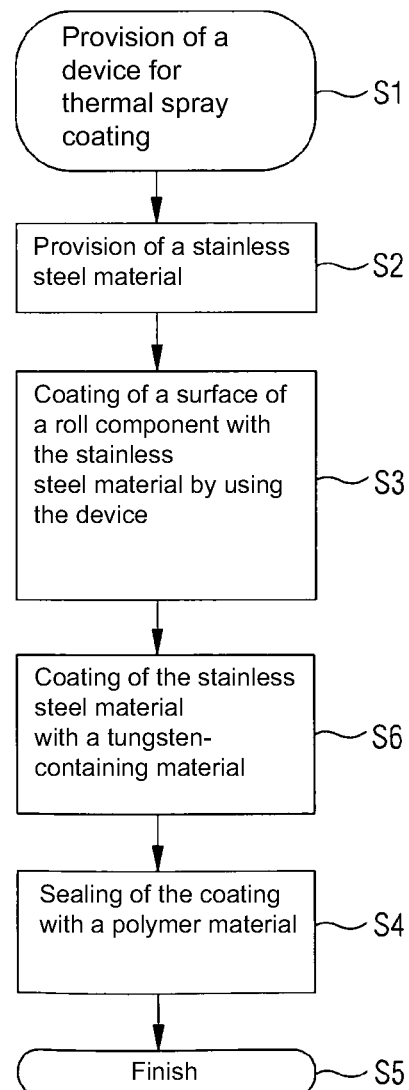 Provision of a
device for
thermal spray
coating
S1
Provision of a stainless
steel material
S2
Coating of a surface of
a roll component with
the stainless
steel material by using
the device
S3
Coating of the stainless
steel material
with a tungsten-
containing material
S6
Sealing of the coating
with a polymer material
S4
Finish
S5